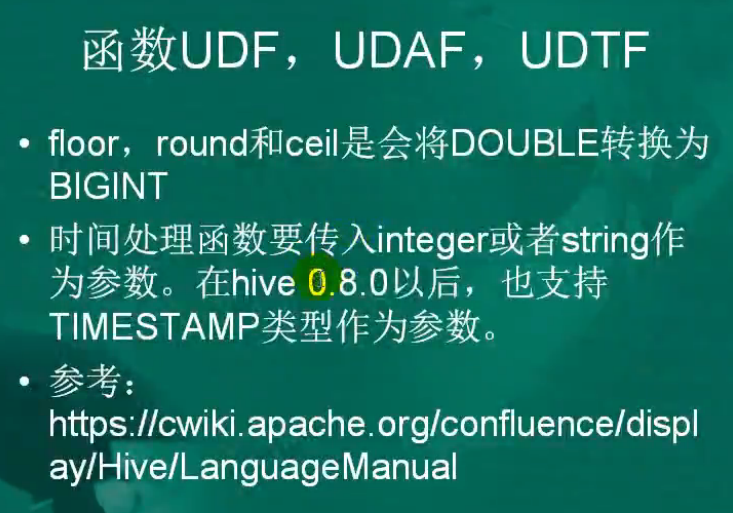 函数UDF，UDAF，UDTF
• floor，round和ceil是会将DOUBLE转换为
BIGINT
• 时间处理函数要传入integer或者string作
为参数。在hive 0.8.0以后，也支持
TIMESTAMP类型作为参数。
• 参考：
https://cwiki.apache.org/confluence/displ
ay/Hive/LanguageManual